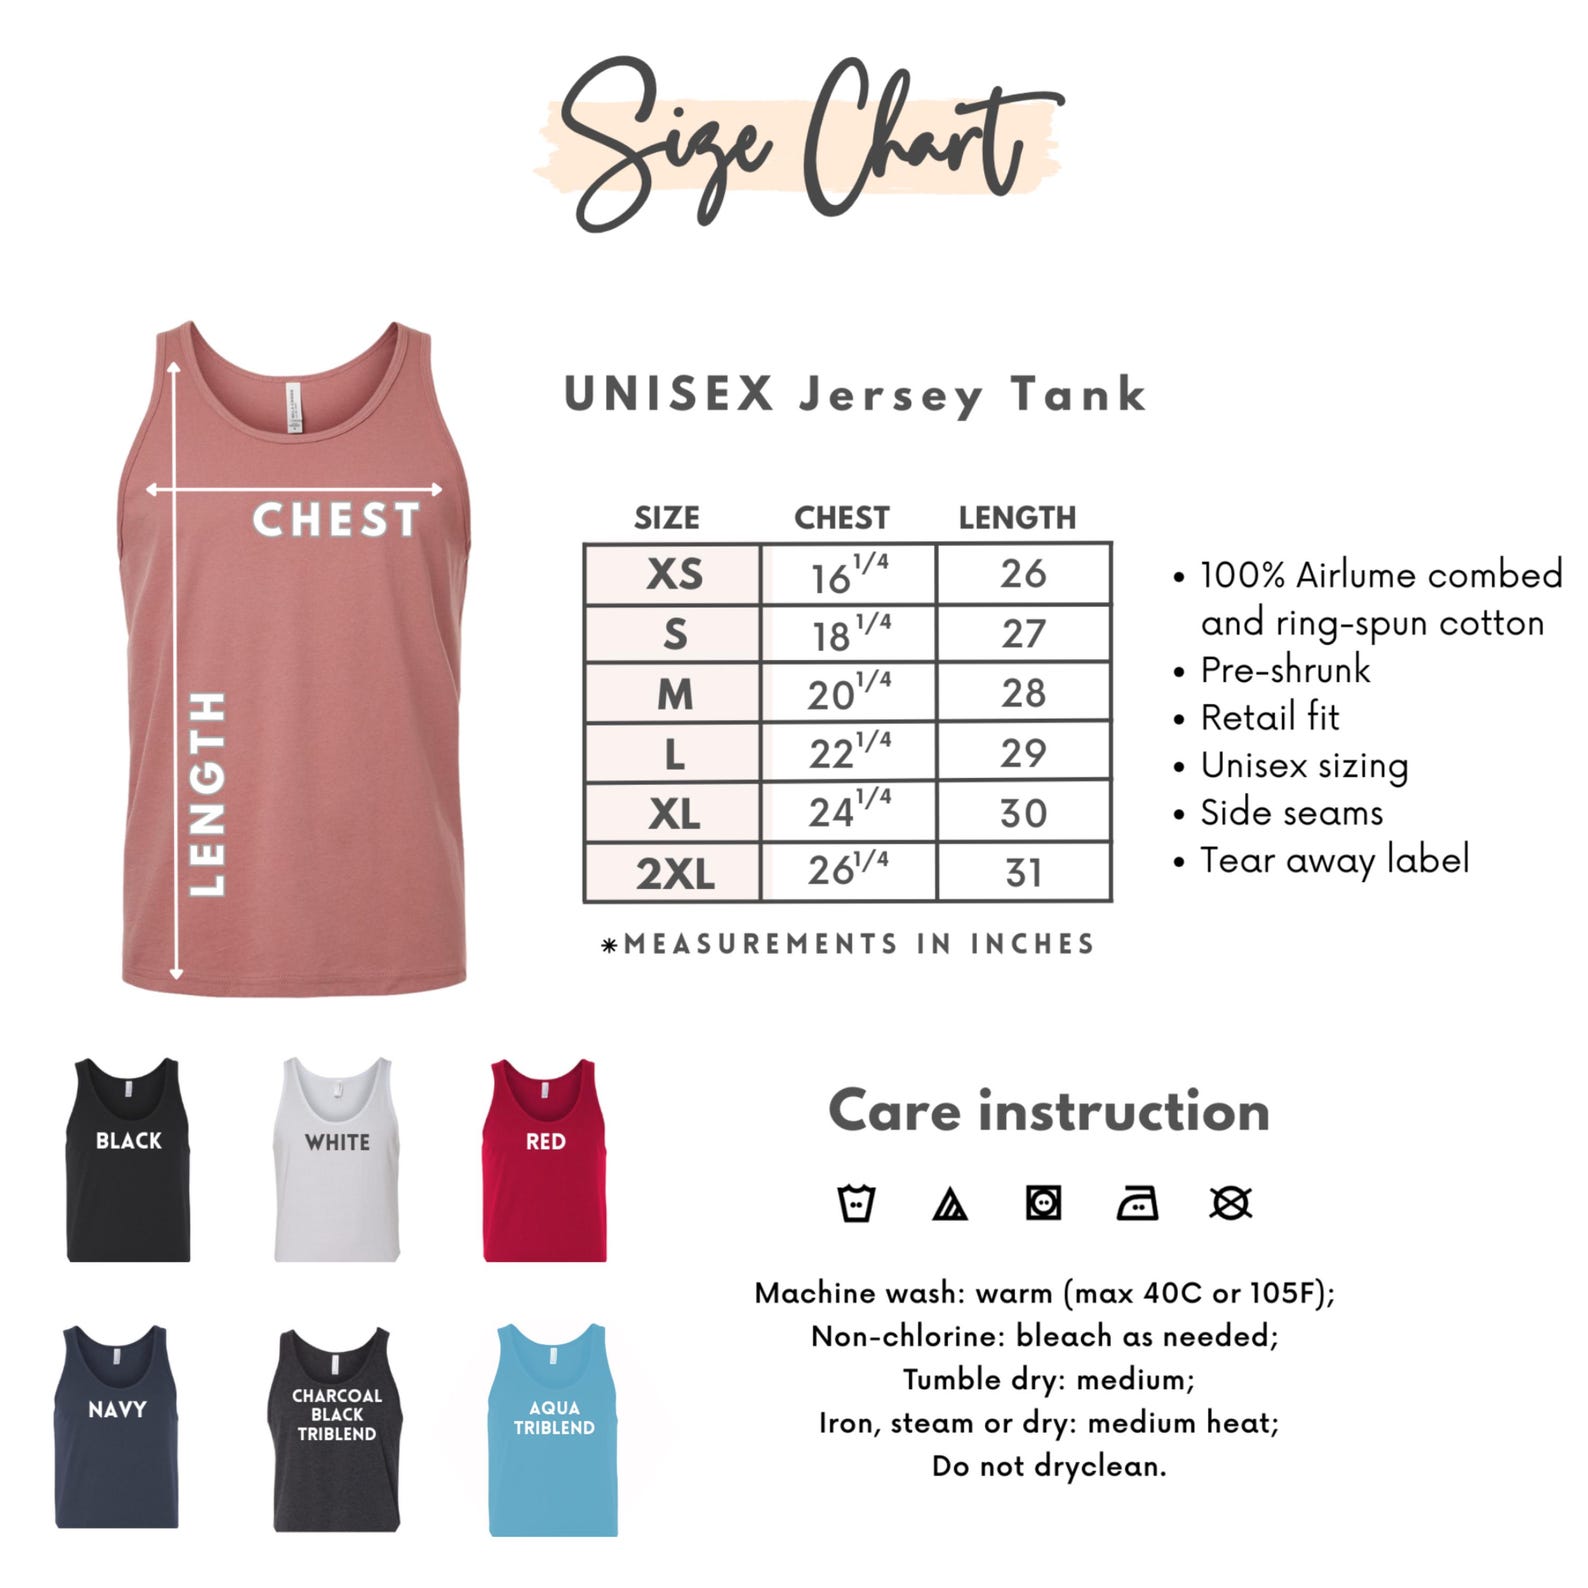 Size Chart
CHEST
LENGTH
UNISEX Jersey Tank
SIZE CHEST LENGTH
XS 16 1/4 26
S 18 1/4 27
M 20 1/4 28
L 22 1/4 29
XL 24 1/4 30
2XL 26 1/4 31
*MEASUREMENTS IN INCHES
• 100% Airlume combed
and ring-spun cotton
• Pre-shrunk
• Retail fit
• Unisex sizing
• Side seams
• Tear away label
BLACK
WHITE
RED
NAVY
CHARCOAL
BLACK
TRIBLEND
AQUA
TRIBLEND
Care instruction
Machine wash: warm (max 40C or 105F);
Non-chlorine: bleach as needed;
Tumble dry: medium;
Iron, steam or dry: medium heat;
Do not dryclean.